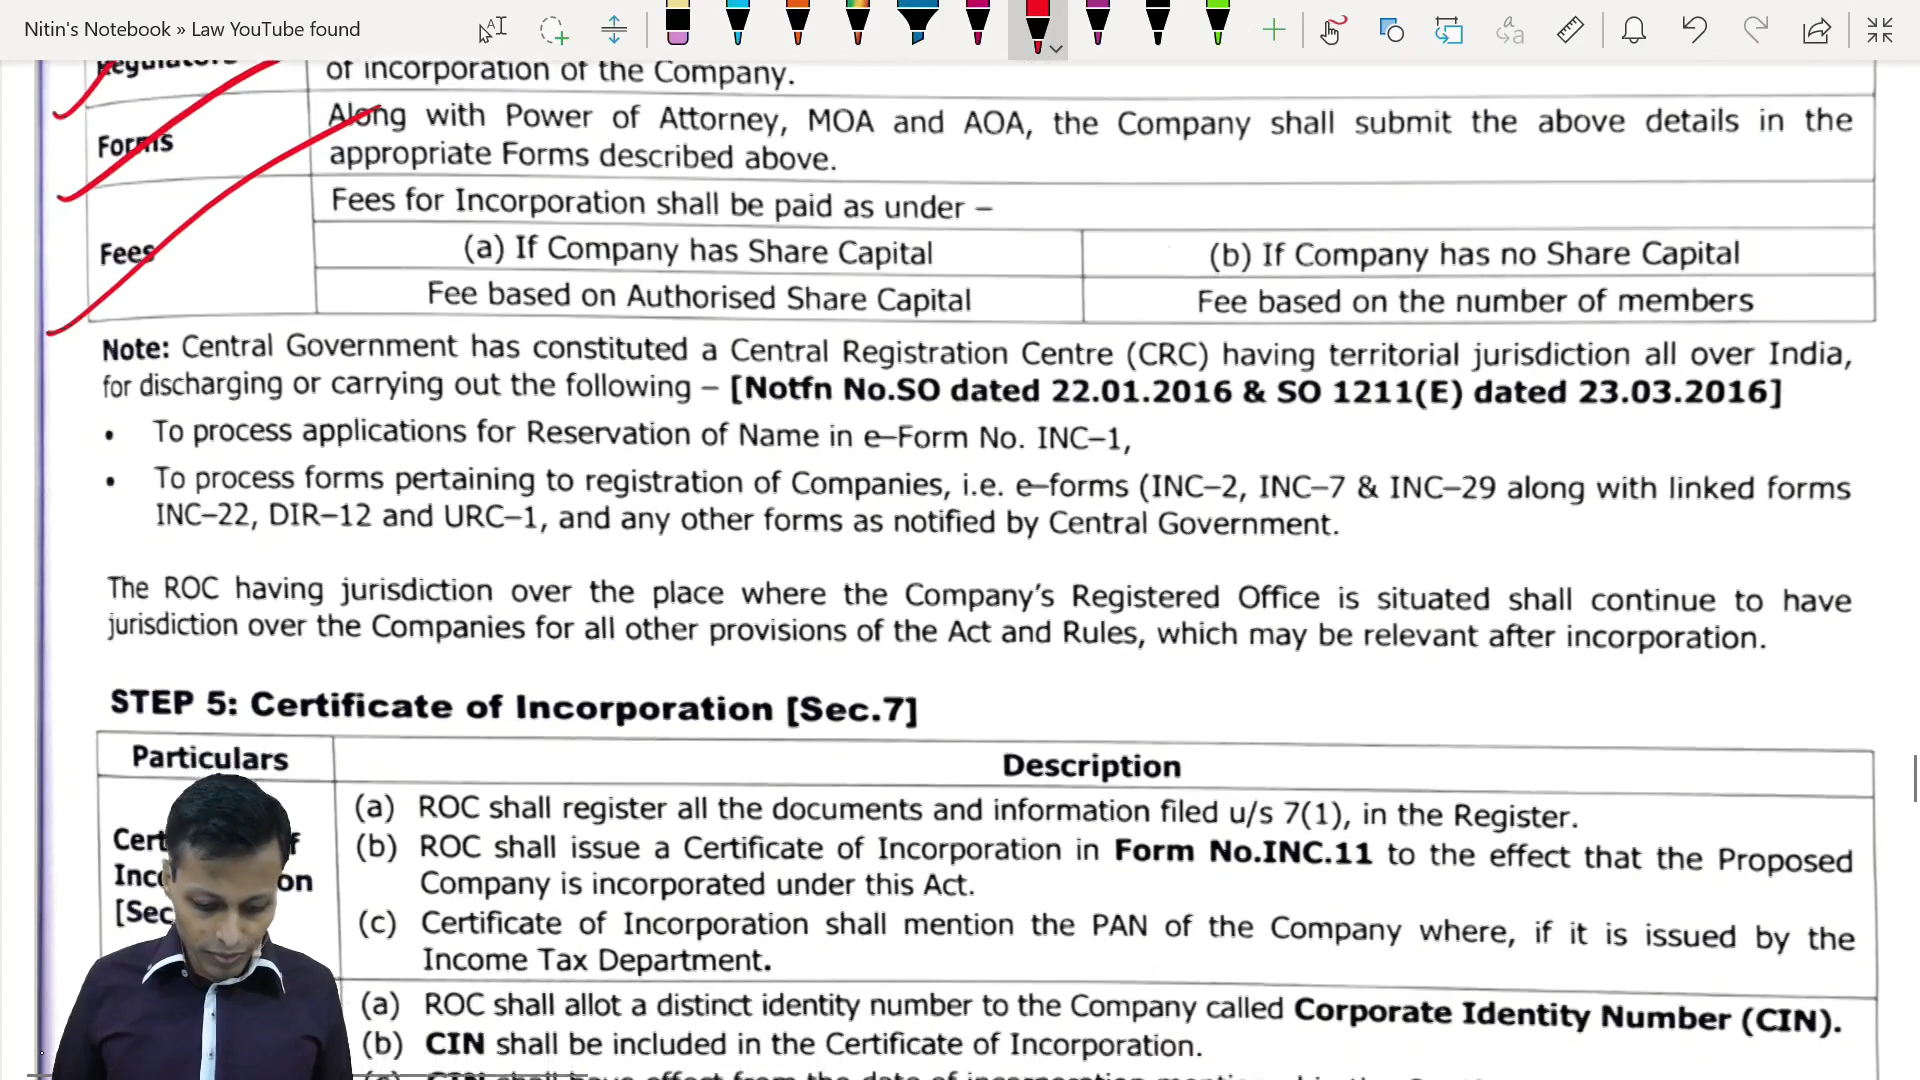 Nitin's Notebook » Law YouTube found
Regulators
of incorporation of the Company.
Forms
Along with Power of Attorney, MOA and AOA, the Company shall submit the above details in the
appropriate Forms described above.
Fees
Fees for Incorporation shall be paid as under –
(a) If Company has Share Capital
(b) If Company has no Share Capital
Fee based on Authorised Share Capital
Fee based on the number of members
Note: Central Government has constituted a Central Registration Centre (CRC) having territorial jurisdiction all over India,
for discharging or carrying out the following – [Notfn No.SO dated 22.01.2016 & SO 1211(E) dated 23.03.2016]
• To process applications for Reservation of Name in e–Form No. INC–1,
• To process forms pertaining to registration of Companies, i.e. e–forms (INC–2, INC–7 & INC–29 along with linked forms
INC–22, DIR–12 and URC–1, and any other forms as notified by Central Government.
The ROC having jurisdiction over the place where the Company's Registered Office is situated shall continue to have
jurisdiction over the Companies for all other provisions of the Act and Rules, which may be relevant after incorporation.
STEP 5: Certificate of Incorporation [Sec.7]
Particulars
Description
(a) ROC shall register all the documents and information filed u/s 7(1), in the Register.
(b) ROC shall issue a Certificate of Incorporation in Form No.INC.11 to the effect that the Proposed
Company is incorporated under this Act.
(c) Certificate of Incorporation shall mention the PAN of the Company where, if it is issued by the
Income Tax Department.
(a) ROC shall allot a distinct identity number to the Company called Corporate Identity Number (CIN).
(b) CIN shall be included in the Certificate of Incorporation.